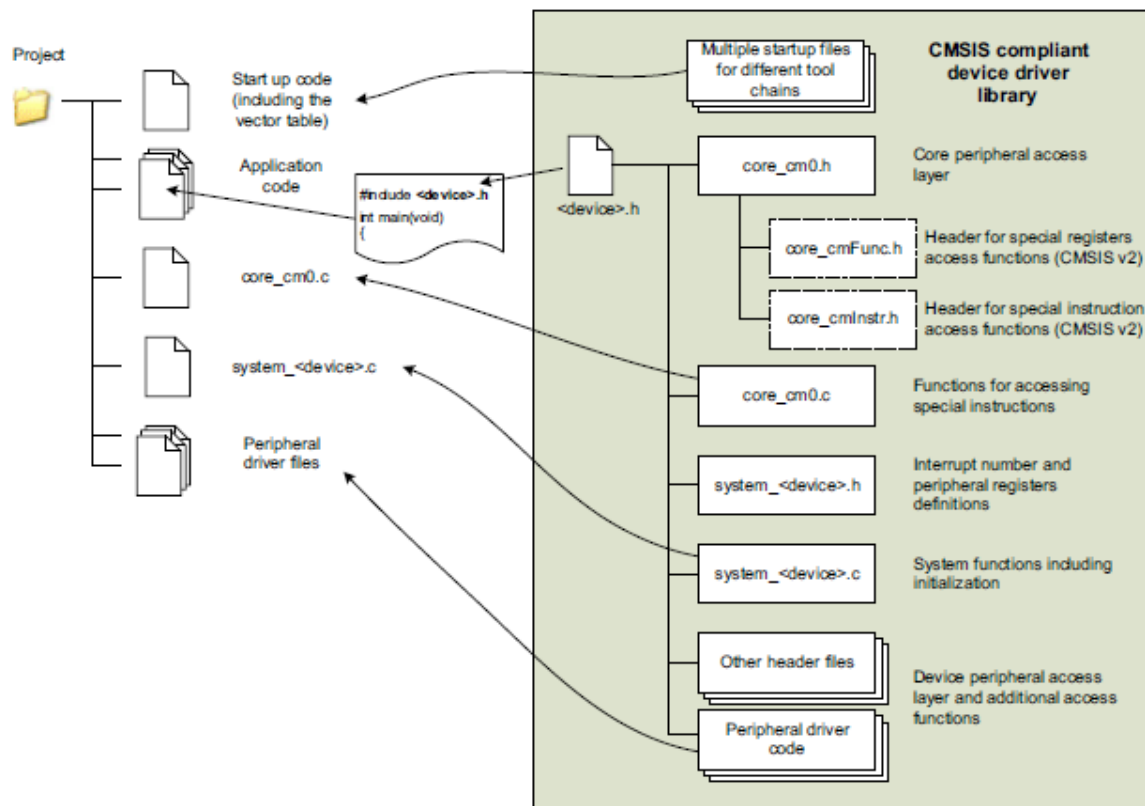 Project
Start up code
(including the
vector table)
Application
code
#include <device>.h
int main(void)
{
core_cm0.c
system_<device>.c
Peripheral
driver files
CMSIS compliant
device driver
library
Multiple startup files
for different tool
chains
<device>.h
core_cm0.h
Core peripheral access
layer
core_cmFunc.h
Header for special registers
access functions (CMSIS v2)
core_cmInstr.h
Header for special instruction
access functions (CMSIS v2)
core_cm0.c
Functions for accessing
special instructions
system_<device>.h
Interrupt number and
peripheral registers
definitions
system_<device>.c
System functions including
initialization
Other header files
Peripheral driver
code
Device peripheral access
layer and additional access
functions